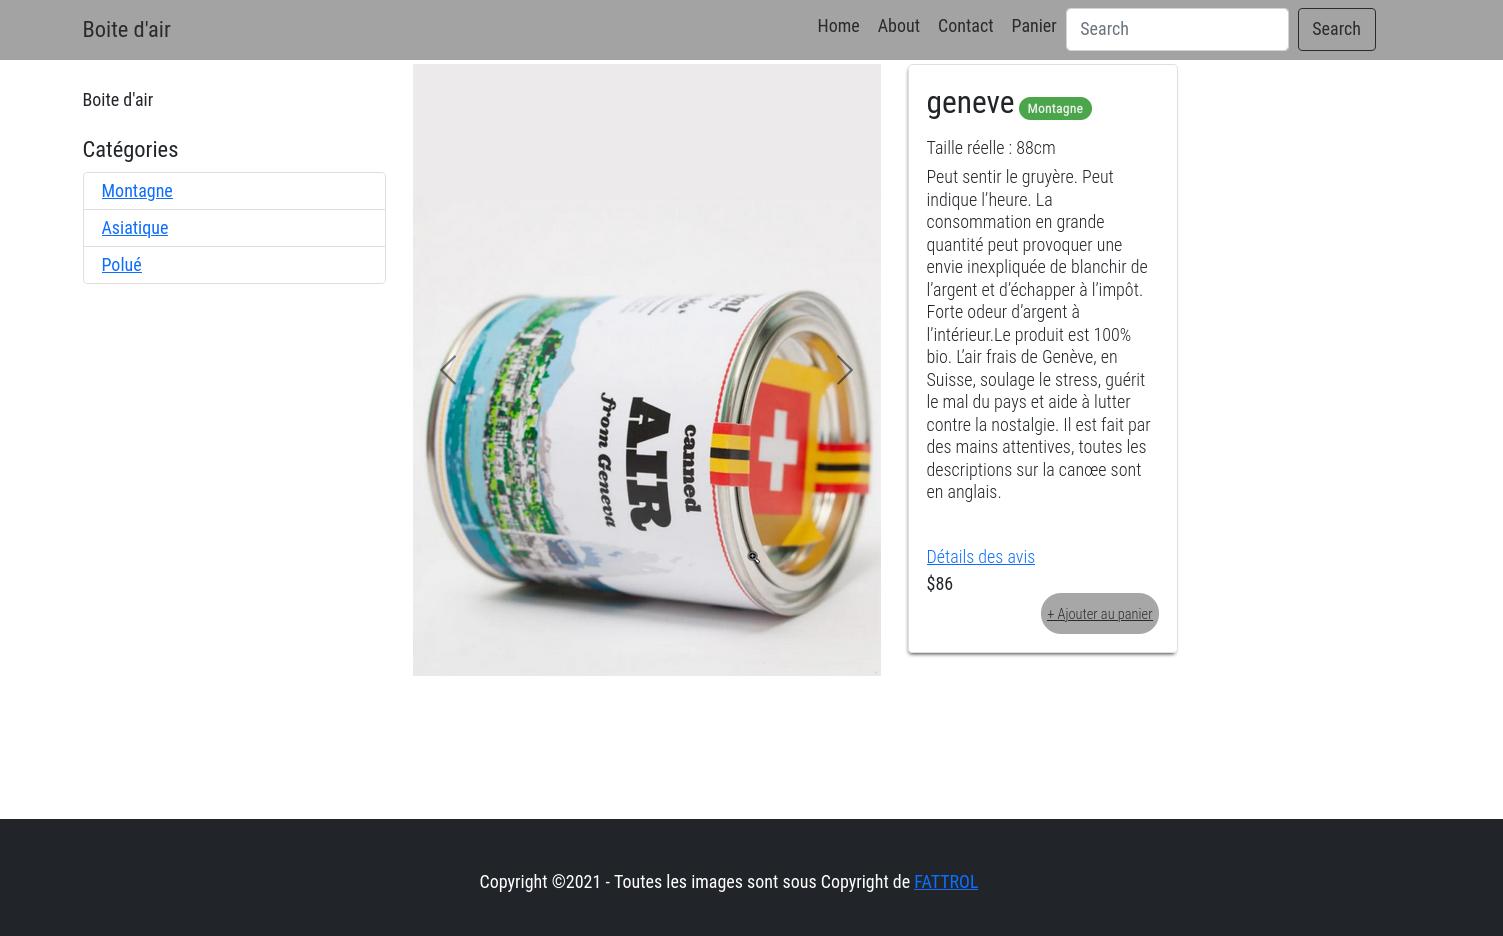 Boite d'air
Home About Contact Panier Search Search
Boite d'air
Catégories
Montagne
Asiatique
Polué
canned
AIR
from Geneva
geneve Montagne
Taille réelle : 88cm
Peut sentir le gruyère. Peut
indique l’heure. La
consommation en grande
quantité peut provoquer une
envie inexpliquée de blanchir de
l’argent et d’échapper à l’impôt.
Forte odeur d’argent à
l’intérieur.Le produit est 100%
bio. L’air frais de Genève, en
Suisse, soulage le stress, guérit
le mal du pays et aide à lutter
contre la nostalgie. Il est fait par
des mains attentives, toutes les
descriptions sur la canœe sont
en anglais.
Détails des avis
$86
+ Ajouter au panier
Copyright ©2021 - Toutes les images sont sous Copyright de FATTROL